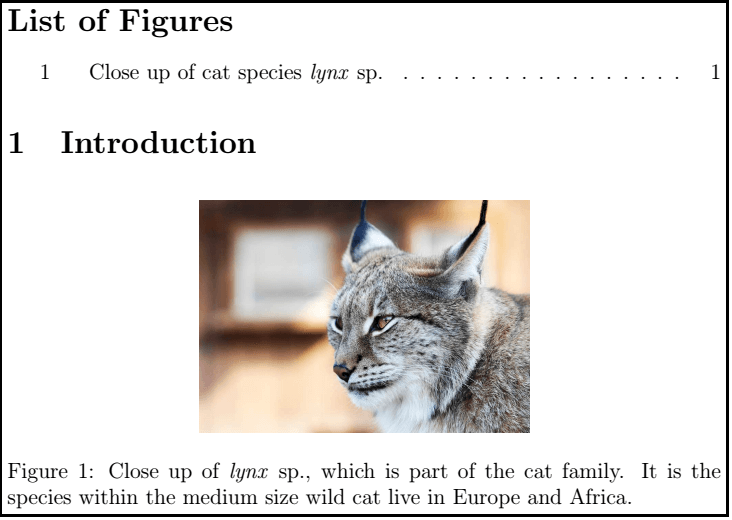 List of Figures
1 Close up of cat species lynx sp. . . . . . . . . . . . . . . . . . 1
1 Introduction
Figure 1: Close up of lynx sp., which is part of the cat family. It is the
species within the medium size wild cat live in Europe and Africa.